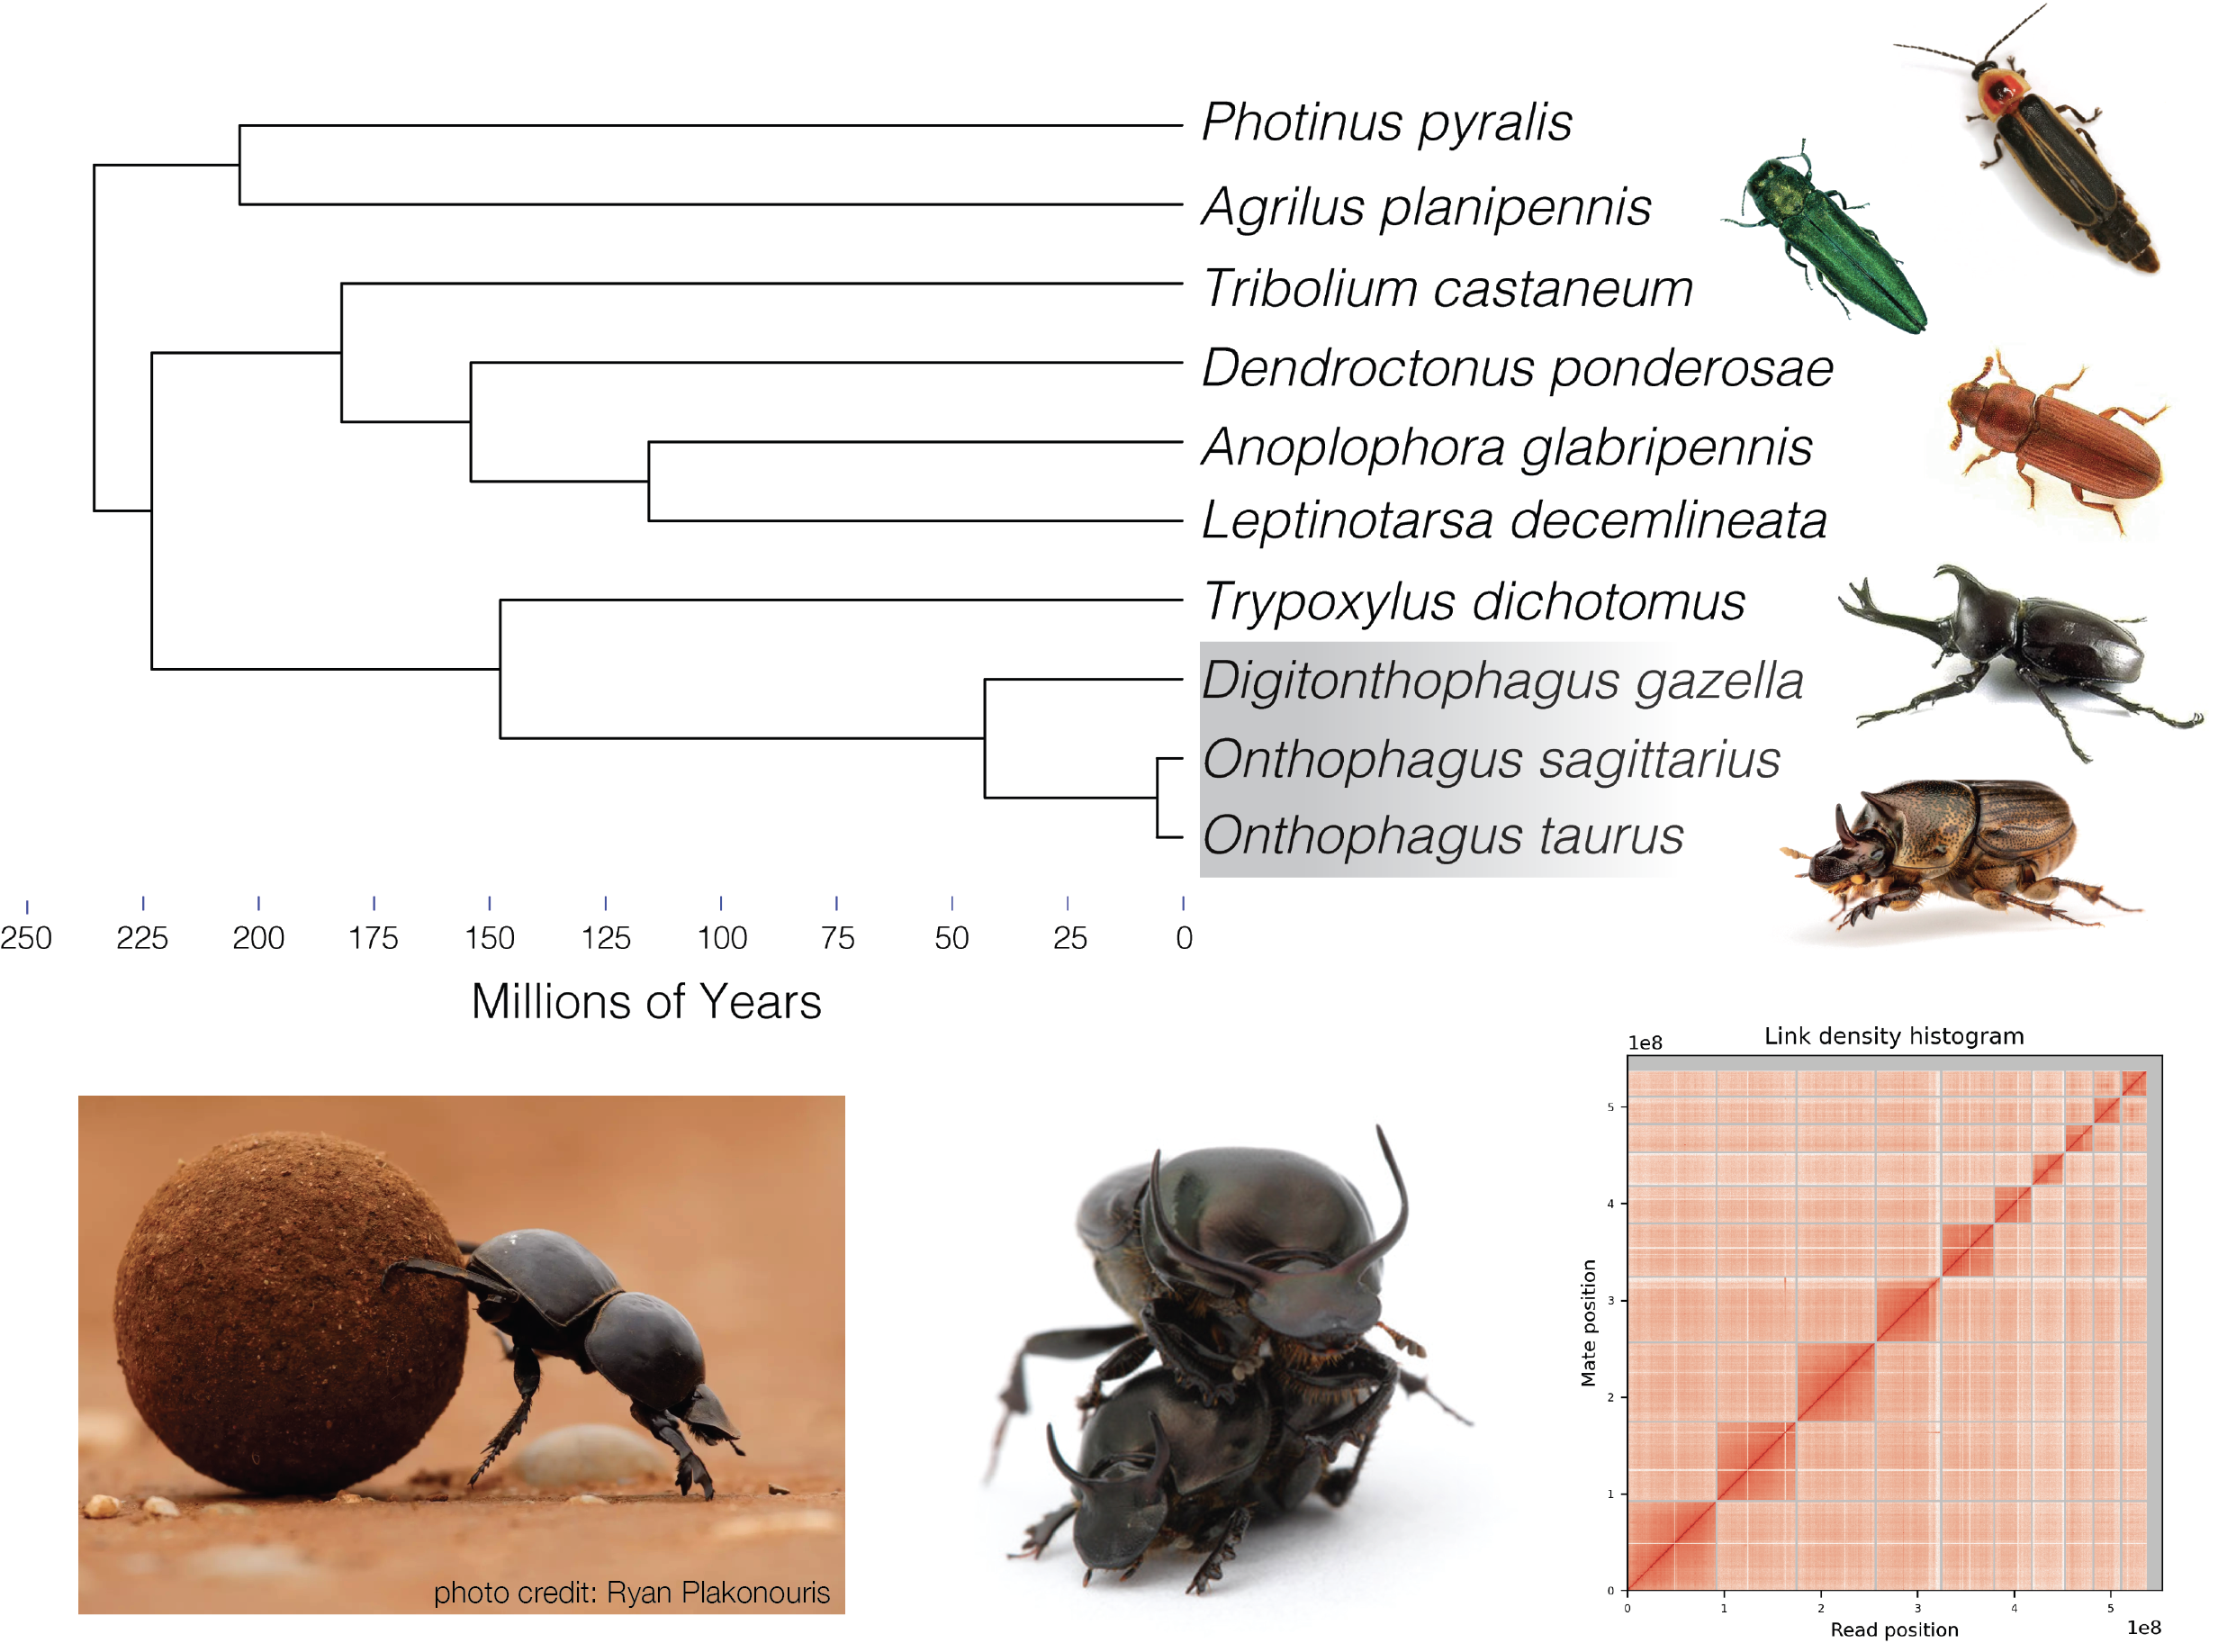 Photinus pyralis
Agrilus planipennis
Tribolium castaneum
Dendroctonus ponderosae
Anoplophora glabripennis
Leptinotarsa decemlineata
Trypoxylus dichotomus
Digitonthophagus gazella
Onthophagus sagittarius
Onthophagus taurus
250 225 200 175 150 125 100 75 50 25 0
Millions of Years
photo credit: Ryan Plakonouris
Link density histogram
1e8
5
4
3
2
1
0
Mate position
0 1 2 3 4 5
1e8
Read position